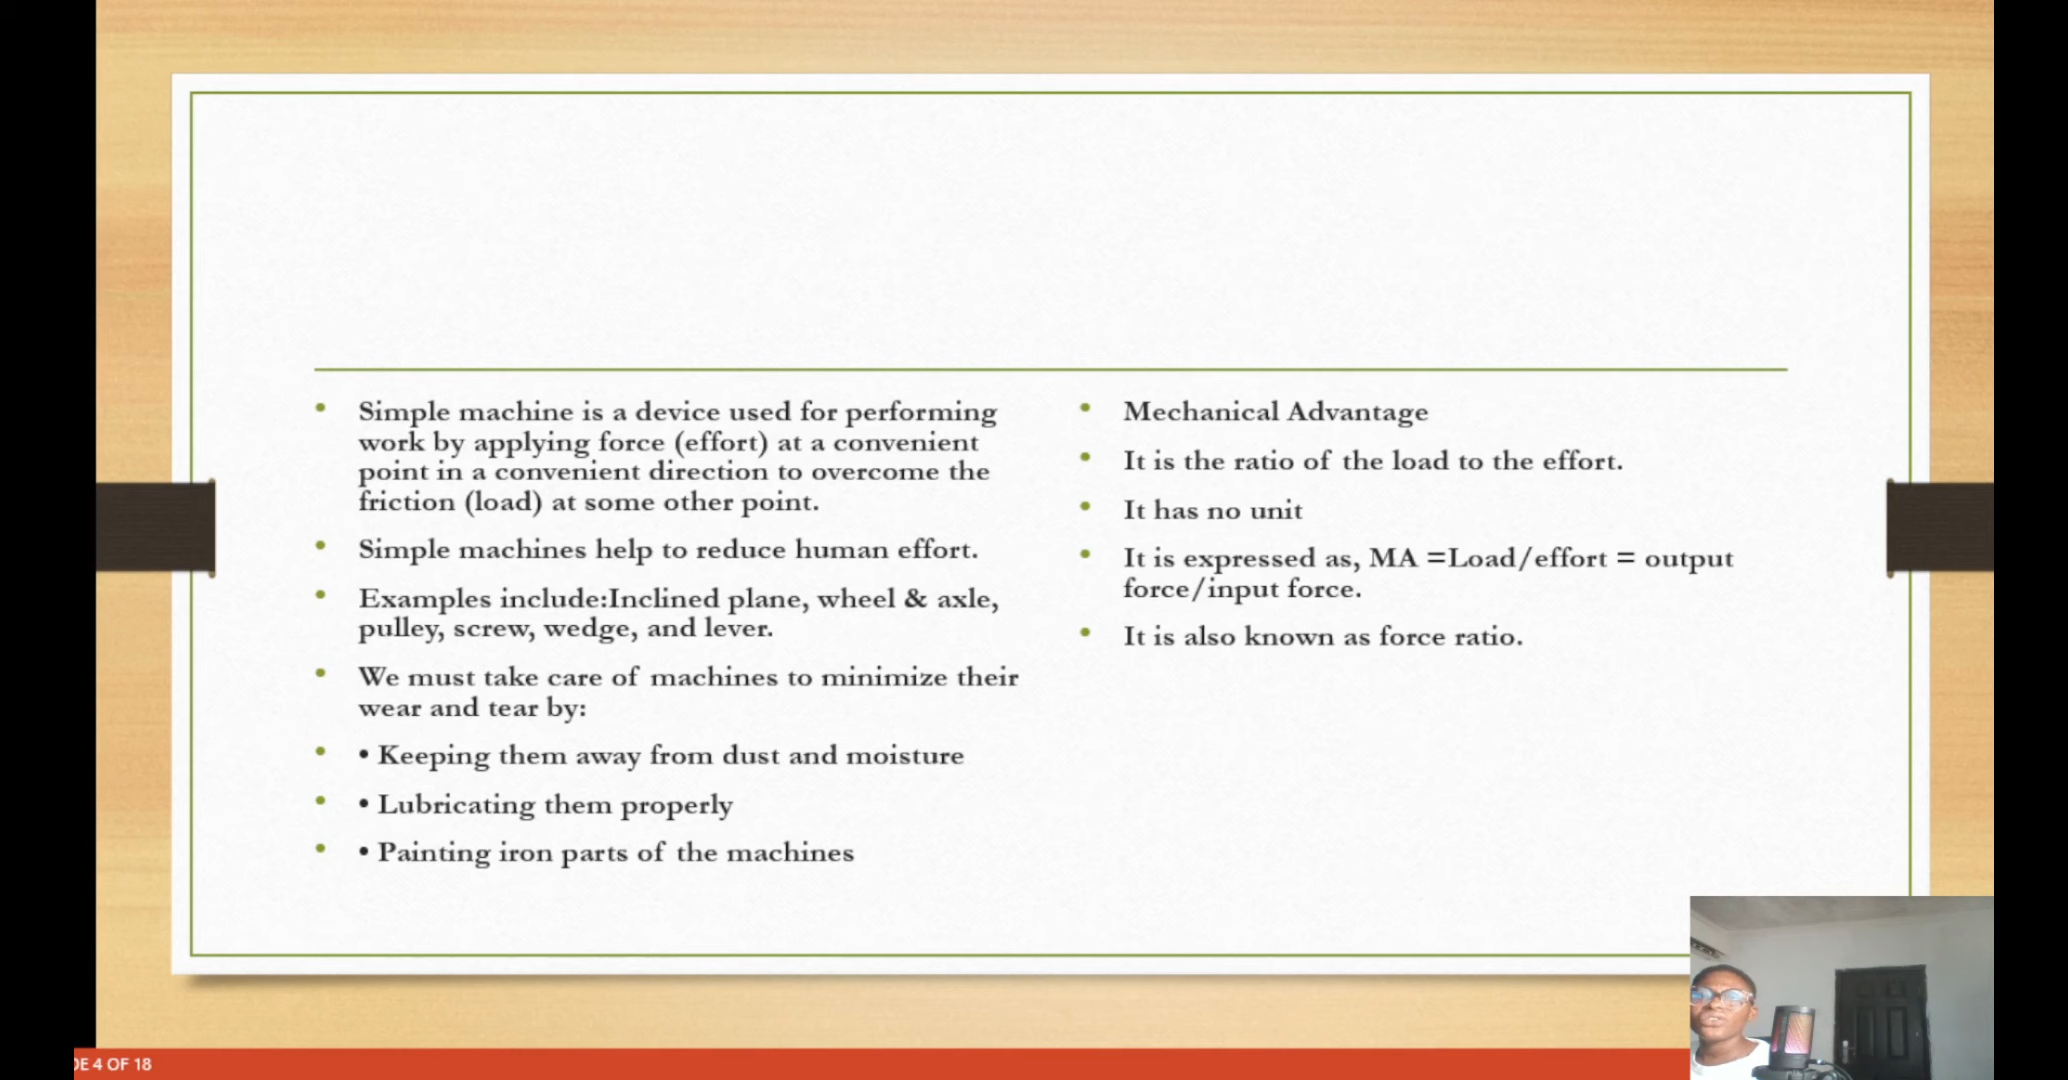 • Simple machine is a device used for performing
work by applying force (effort) at a convenient
point in a convenient direction to overcome the
friction (load) at some other point.
• Simple machines help to reduce human effort.
• Examples include:Inclined plane, wheel & axle,
pulley, screw, wedge, and lever.
• We must take care of machines to minimize their
wear and tear by:
• • Keeping them away from dust and moisture
• • Lubricating them properly
• • Painting iron parts of the machines
• Mechanical Advantage
• It is the ratio of the load to the effort.
• It has no unit
• It is expressed as, MA =Load/effort = output
force/input force.
• It is also known as force ratio.
DE 4 OF 18